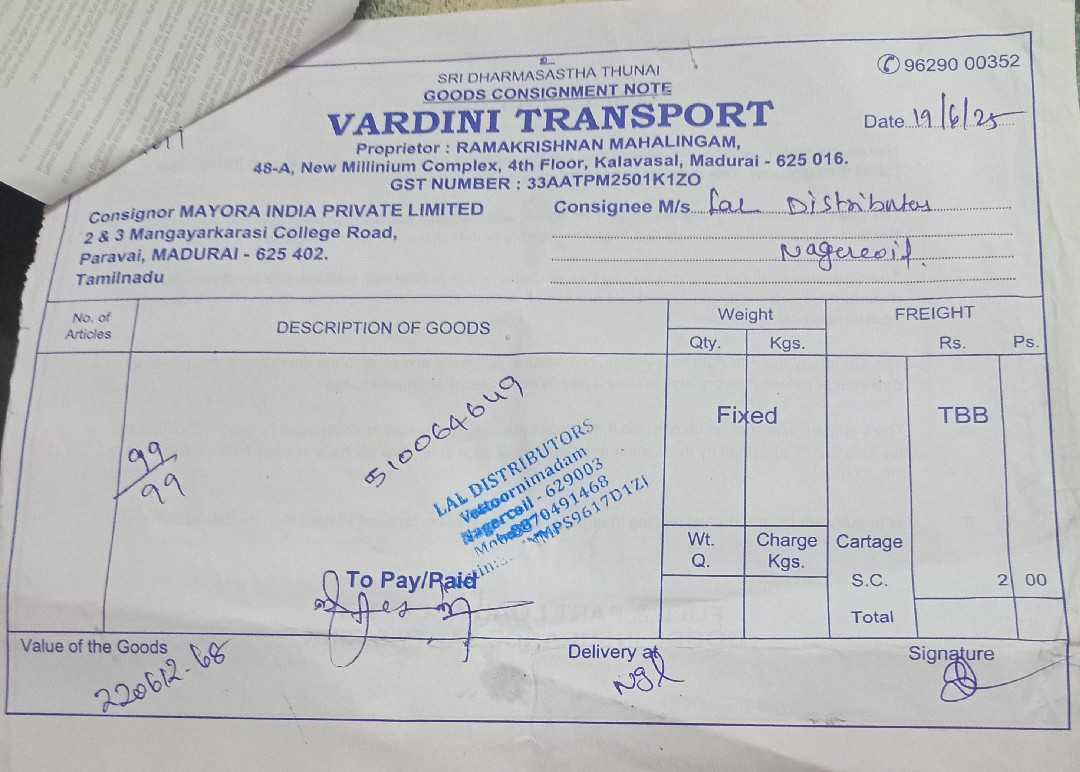 SRI DHARMASASTHA THUNAI
GOODS CONSIGNMENT NOTE
✆ 96290 00352
VARDINI TRANSPORT
Date 19/6/25
Proprietor : RAMAKRISHNAN MAHALINGAM,
48-A, New Millinium Complex, 4th Floor, Kalavasal, Madurai - 625 016.
GST NUMBER : 33AATPM2501K1ZO
Consignor MAYORA INDIA PRIVATE LIMITED
2 & 3 Mangayarkarasi College Road,
Paravai, MADURAI - 625 402.
Tamilnadu
Consignee M/s. Lal Distributors
Nagercoil.
No. of Articles
DESCRIPTION OF GOODS
Weight
FREIGHT
Qty.
Kgs.
Rs.
Ps.
99
99
510064649
Fixed
TBB
LAL DISTRIBUTORS
Vettoornimadam
Nagercoil - 629003
70491468
MPS9617D1Zi
Wt. Q.
Charge Kgs.
Cartage
S.C.
2 00
Total
To Pay/Paid
Value of the Goods
220612.68
Delivery at
Ngl
Signature